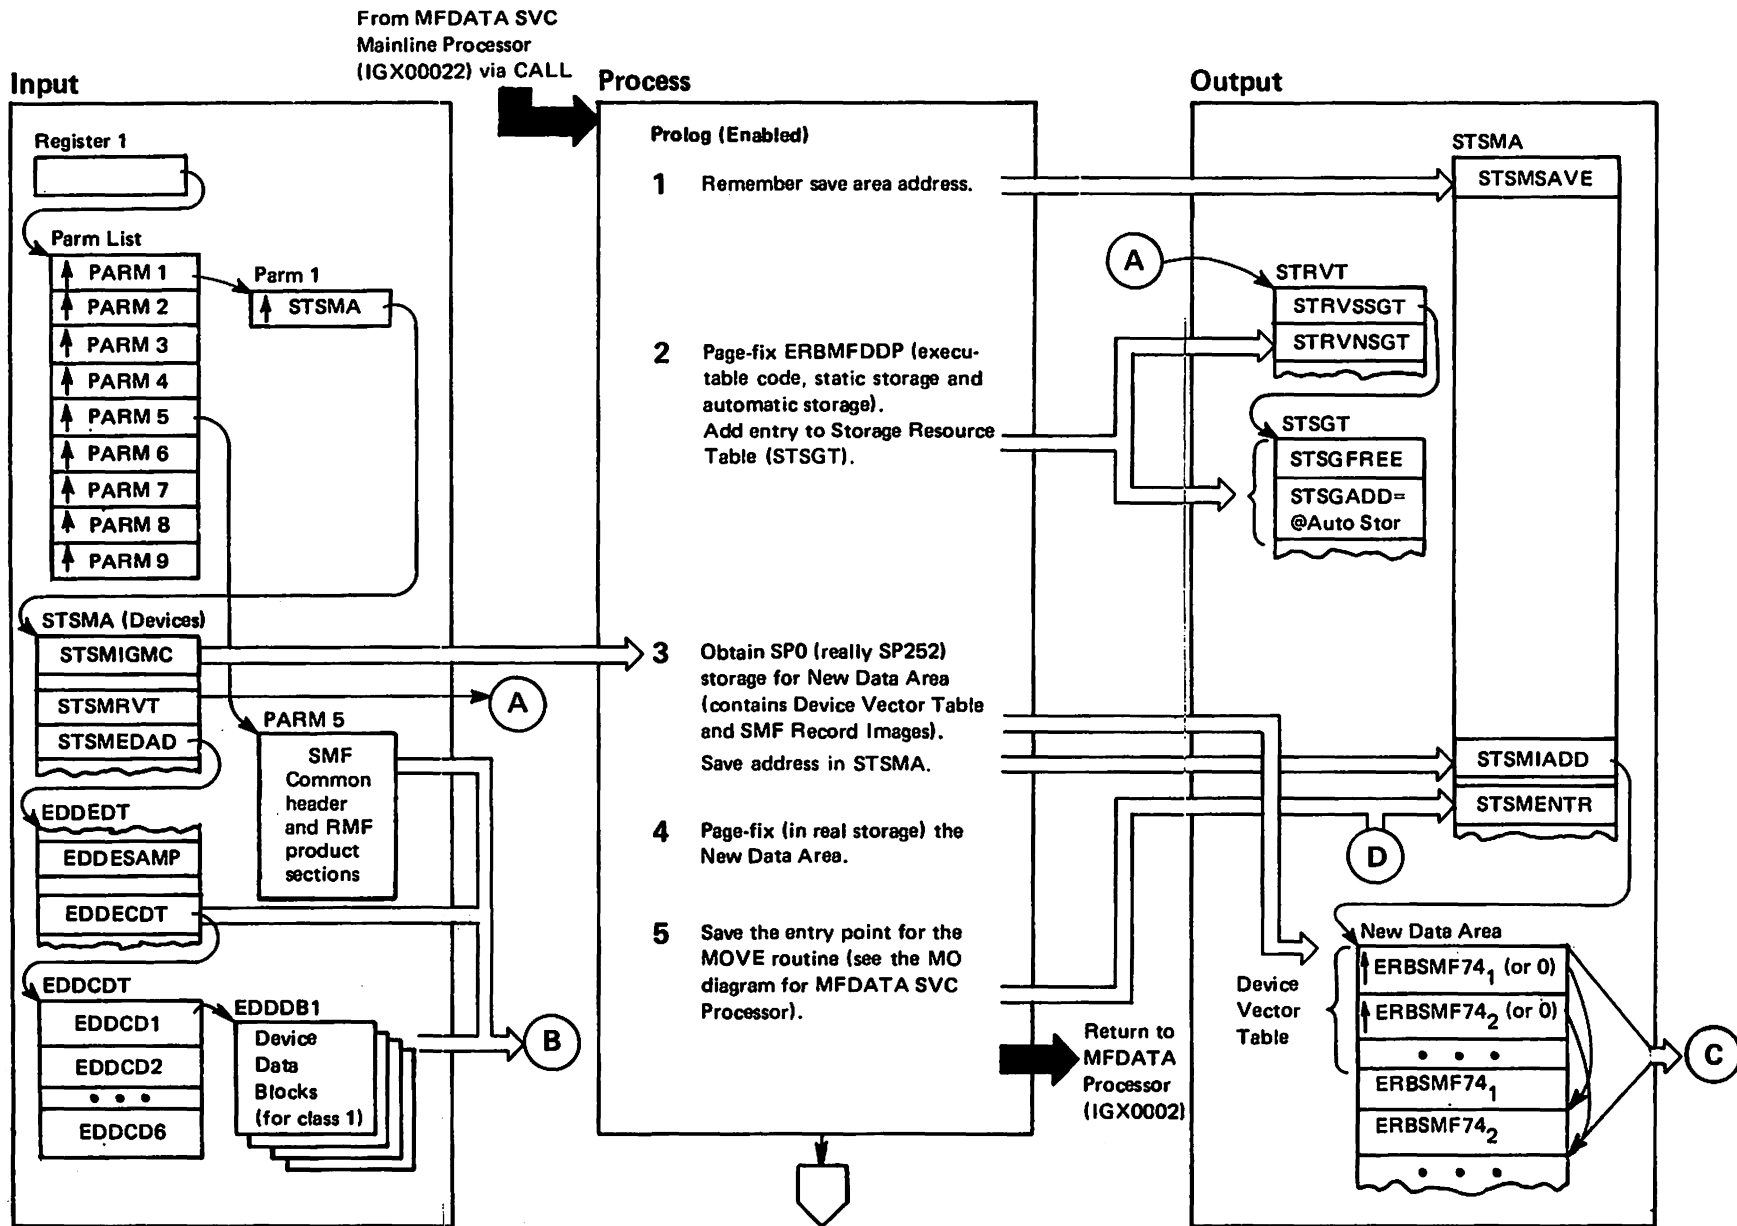 From MFDATA SVC
Mainline Processor
(IGX00022) via CALL
Input
Register 1
Parm List
PARM 1
PARM 2
PARM 3
PARM 4
PARM 5
PARM 6
PARM 7
PARM 8
PARM 9
Parm 1
STSMA
STSMA (Devices)
STSMIGMC
STSMRVT
STSMEDAD
A
PARM 5
SMF
Common
header
and RMF
product
sections
EDDEDT
EDDESAMP
EDDECDT
EDDCDT
EDDCD1
EDDCD2
• • •
EDDCD6
EDDDB1
Device
Data
Blocks
(for class 1)
B
Process
Prolog (Enabled)
1 Remember save area address.
2 Page-fix ERBMFDDP (execu-
table code, static storage and
automatic storage).
Add entry to Storage Resource
Table (STSGT).
3 Obtain SP0 (really SP252)
storage for New Data Area
(contains Device Vector Table
and SMF Record Images).
Save address in STSMA.
4 Page-fix (in real storage) the
New Data Area.
5 Save the entry point for the
MOVE routine (see the MO
diagram for MFDATA SVC
Processor).
Return to
MFDATA
Processor
(IGX0002)
Output
STSMA
STSMSAVE
A
STRVT
STRVSSGT
STRVNSGT
STSGT
STSGFREE
STSGADD=
@Auto Stor
STSMIADD
STSMENTR
D
New Data Area
Device
Vector
Table
ERBSMF74₁ (or 0)
ERBSMF74₂ (or 0)
• • •
ERBSMF74₁
ERBSMF74₂
• • •
C